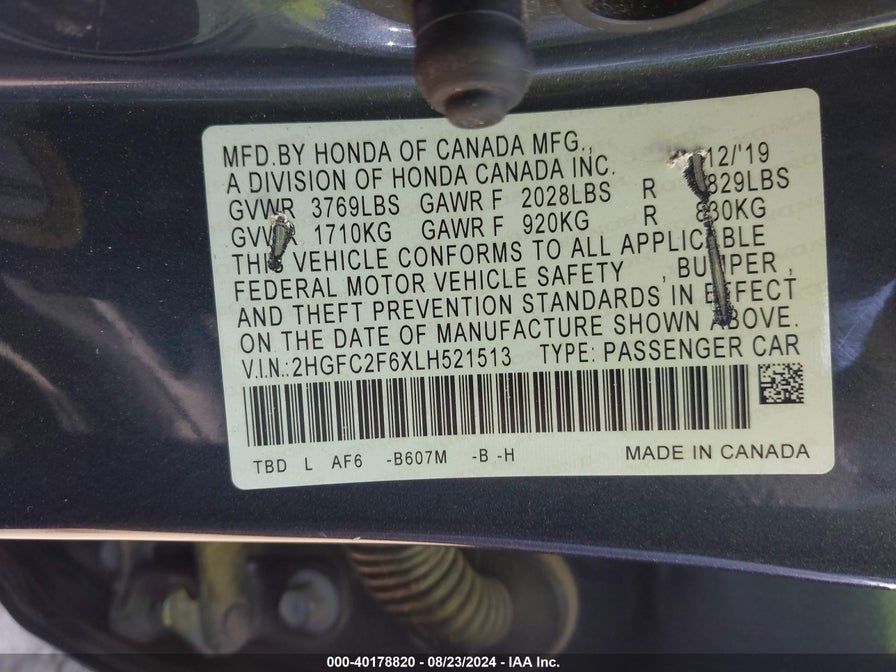 MFD.BY HONDA OF CANADA MFG., 12/'19
A DIVISION OF HONDA CANADA INC.
GVWR 3769LBS GAWR F 2028LBS R 829LBS
GVWR 1710KG GAWR F 920KG R 830KG
THIS VEHICLE CONFORMS TO ALL APPLICABLE
FEDERAL MOTOR VEHICLE SAFETY , BUMPER ,
AND THEFT PREVENTION STANDARDS IN EFFECT
ON THE DATE OF MANUFACTURE SHOWN ABOVE.
V.I.N.:2HGFC2F6XLH521513 TYPE: PASSENGER CAR
TBD L AF6 -B607M -B -H MADE IN CANADA
000-40178820 - 08/23/2024 - IAA Inc.